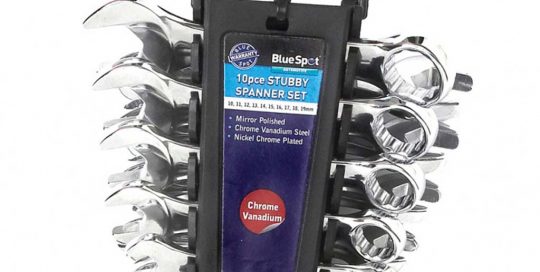 BLUE
WARRANTY
SPOT
BlueSpot
AUTOMOTIVE
10pce STUBBY
SPANNER SET
10, 11, 12, 13, 14, 15, 16, 17, 18, 19mm
• Mirror Polished
• Chrome Vanadium Steel
• Nickel Chrome Plated
Chrome
Vanadium